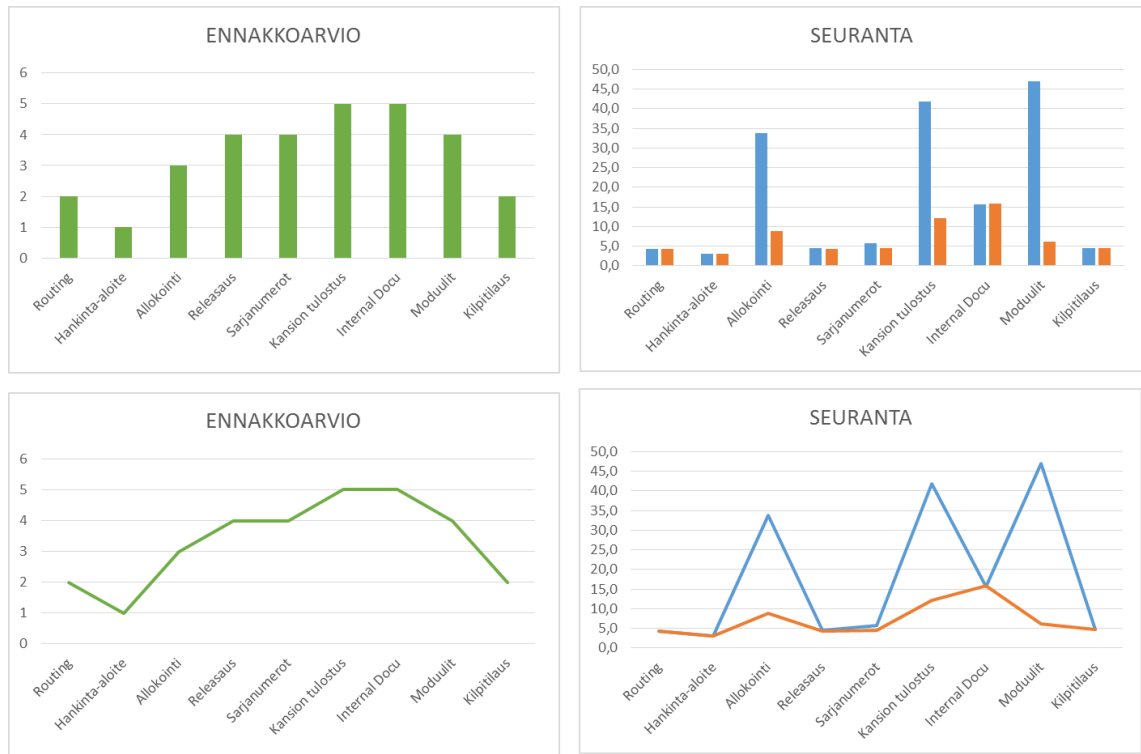 ENNAKKOARVIO
6
5
4
3
2
1
0
Routing
Hankinta-aloite
Allokointi
Releasaus
Sarjanumerot
Kansion tulostus
Internal Docu
Moduulit
Kilpitilaus
SEURANTA
50,0
45,0
40,0
35,0
30,0
25,0
20,0
15,0
10,0
5,0
0,0
Routing
Hankinta-aloite
Allokointi
Releasaus
Sarjanumerot
Kansion tulostus
Internal Docu
Moduulit
Kilpitilaus
ENNAKKOARVIO
6
5
4
3
2
1
0
Routing
Hankinta-aloite
Allokointi
Releasaus
Sarjanumerot
Kansion tulostus
Internal Docu
Moduulit
Kilpitilaus
SEURANTA
50,0
45,0
40,0
35,0
30,0
25,0
20,0
15,0
10,0
5,0
0,0
Routing
Hankinta-aloite
Allokointi
Releasaus
Sarjanumerot
Kansion tulostus
Internal Docu
Moduulit
Kilpitilaus